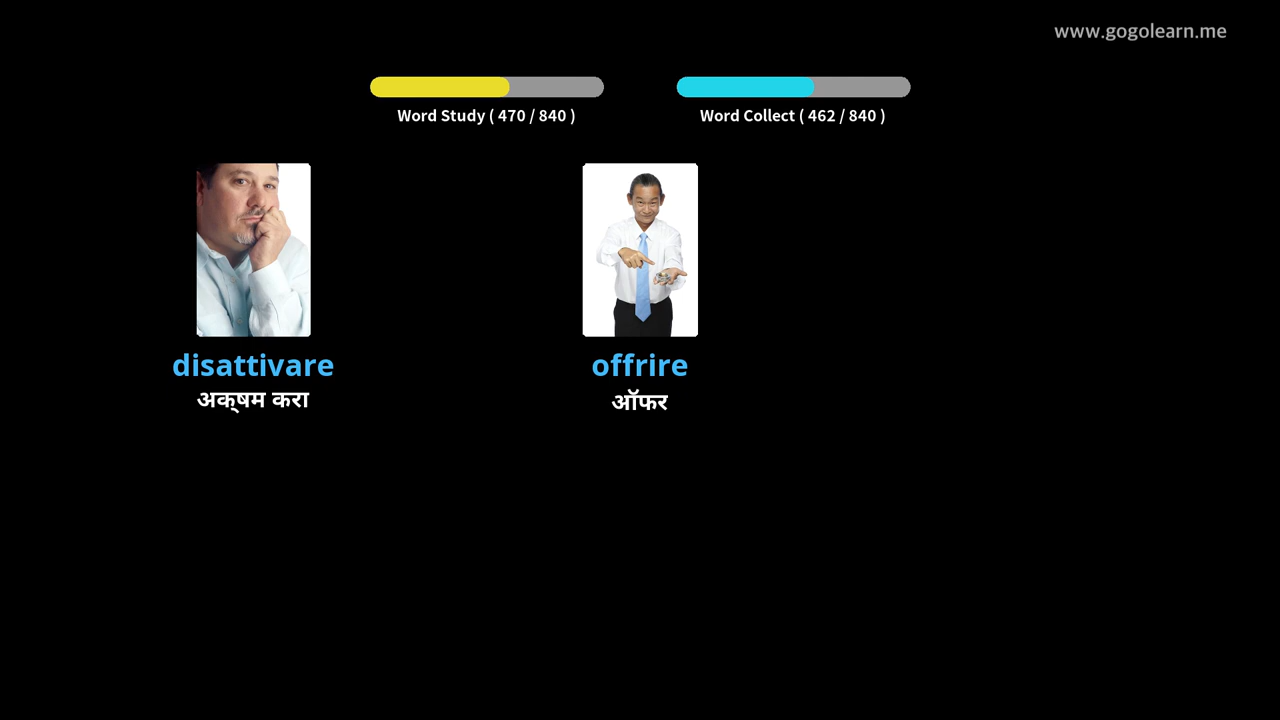 www.gogolearn.me
Word Study ( 470 / 840 )
Word Collect ( 462 / 840 )
disattivare
अक्षम करा
offrire
ऑफर